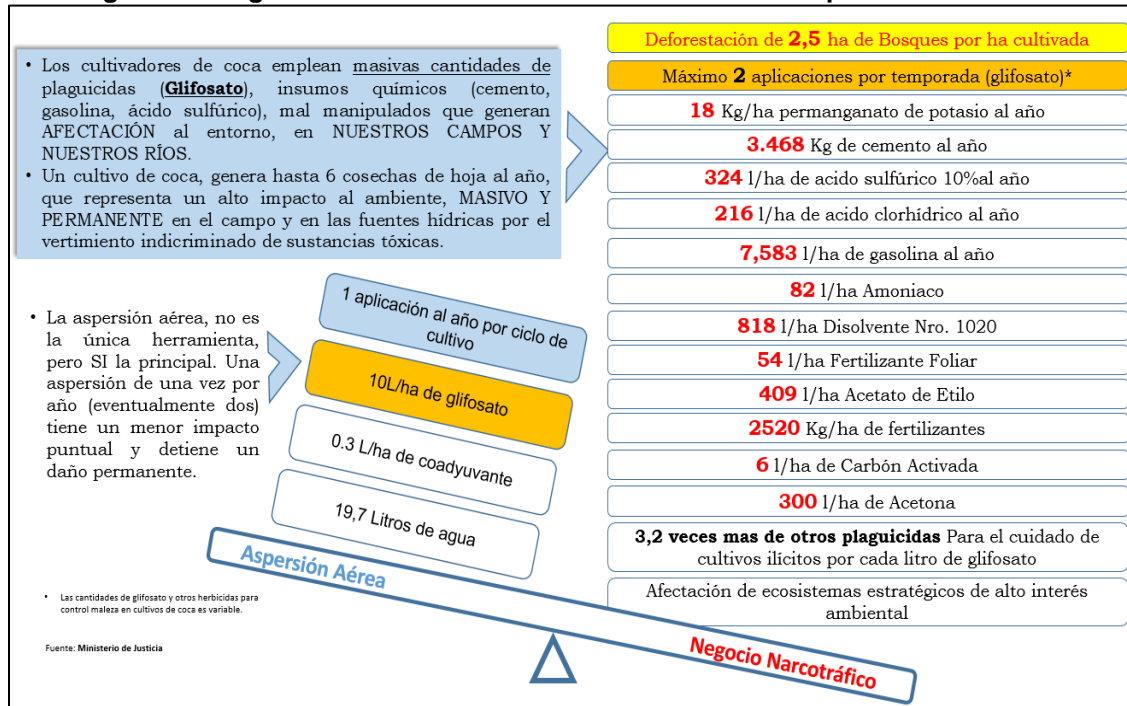 • Los cultivadores de coca emplean masivas cantidades de
plaguicidas (Glifosato), insumos químicos (cemento,
gasolina, ácido sulfúrico), mal manipulados que generan
AFECTACIÓN al entorno, en NUESTROS CAMPOS Y
NUESTROS RÍOS.
• Un cultivo de coca, genera hasta 6 cosechas de hoja al año,
que representa un alto impacto al ambiente, MASIVO Y
PERMANENTE en el campo y en las fuentes hídricas por el
vertimiento indicriminado de sustancias tóxicas.
Deforestación de 2,5 ha de Bosques por ha cultivada
Máximo 2 aplicaciones por temporada (glifosato)*
18 Kg/ha permanganato de potasio al año
3.468 Kg de cemento al año
324 l/ha de acido sulfúrico 10%al año
216 l/ha de acido clorhídrico al año
7,583 l/ha de gasolina al año
82 l/ha Amoniaco
818 l/ha Disolvente Nro. 1020
54 l/ha Fertilizante Foliar
409 l/ha Acetato de Etilo
2520 Kg/ha de fertilizantes
6 l/ha de Carbón Activada
300 l/ha de Acetona
3,2 veces mas de otros plaguicidas Para el cuidado de
cultivos ilícitos por cada litro de glifosato
Afectación de ecosistemas estratégicos de alto interés
ambiental
• La aspersión aérea, no es
la única herramienta,
pero SI la principal. Una
aspersión de una vez por
año (eventualmente dos)
tiene un menor impacto
puntual y detiene un
daño permanente.
1 aplicación al año por ciclo de
cultivo
10L/ha de glifosato
0.3 L/ha de coadyuvante
19,7 Litros de agua
Aspersión Aérea
Negocio Narcotráfico
• Las cantidades de glifosato y otros herbicidas para
control maleza en cultivos de coca es variable.
Fuente: Ministerio de Justicia